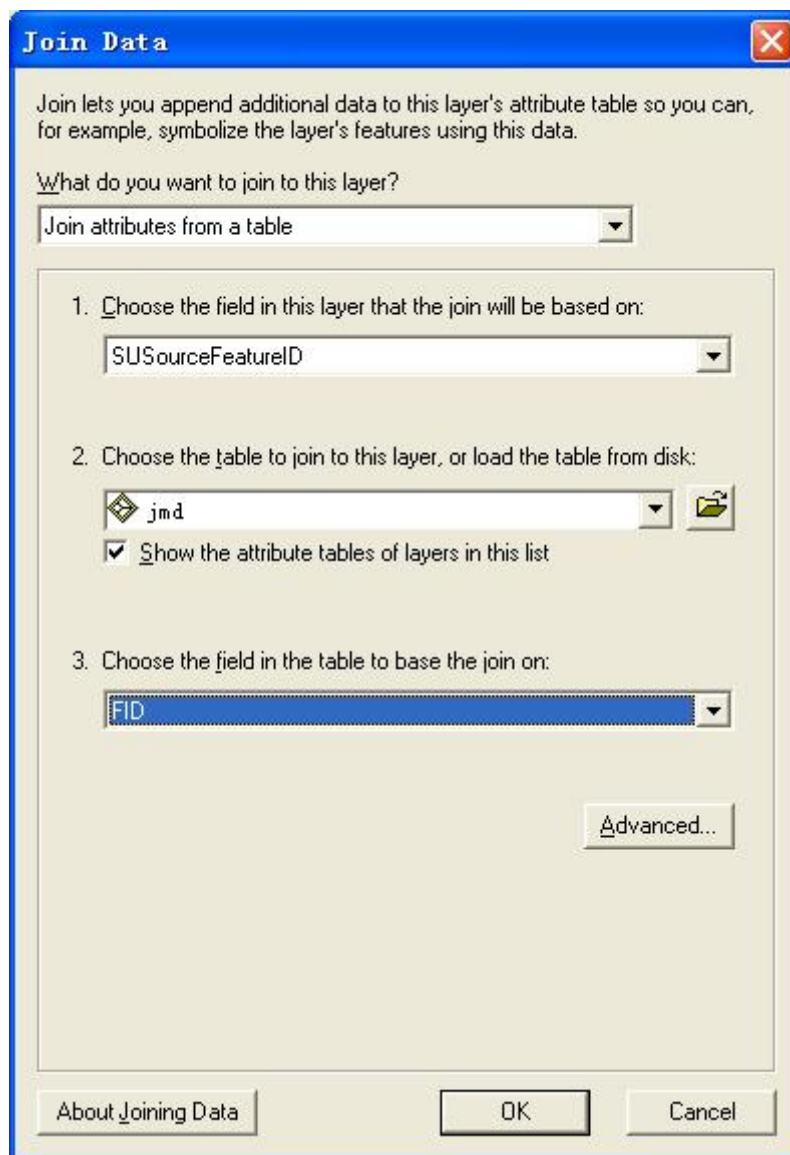 Join Data
Join lets you append additional data to this layer's attribute table so you can,
for example, symbolize the layer's features using this data.
What do you want to join to this layer?
Join attributes from a table
1. Choose the field in this layer that the join will be based on:
SUSourceFeatureID
2. Choose the table to join to this layer, or load the table from disk:
jmd
Show the attribute tables of layers in this list
3. Choose the field in the table to base the join on:
FID
Advanced...
About Joining Data
OK
Cancel